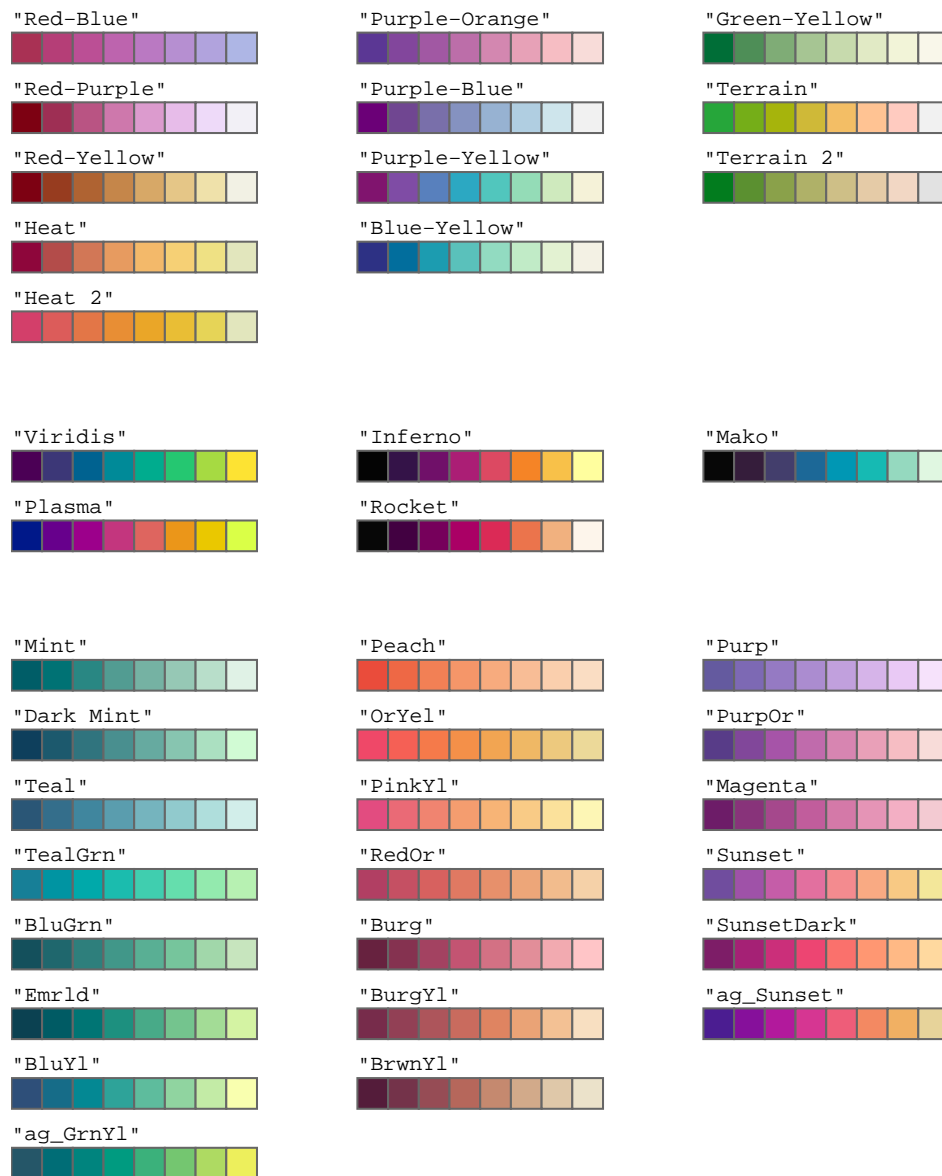 "Red-Blue"
"Purple-Orange"
"Green-Yellow"
"Red-Purple"
"Purple-Blue"
"Terrain"
"Red-Yellow"
"Purple-Yellow"
"Terrain 2"
"Heat"
"Blue-Yellow"
"Heat 2"
"Viridis"
"Inferno"
"Mako"
"Plasma"
"Rocket"
"Mint"
"Peach"
"Purp"
"Dark Mint"
"OrYel"
"PurpOr"
"Teal"
"PinkYl"
"Magenta"
"TealGrn"
"RedOr"
"Sunset"
"BluGrn"
"Burg"
"SunsetDark"
"Emrld"
"BurgYl"
"ag_Sunset"
"BluYl"
"BrwnYl"
"ag_GrnYl"